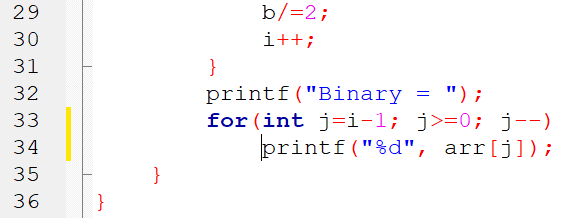 29 b/=2;
30 i++;
31 }
32 printf("Binary = ");
33 for(int j=i-1; j>=0; j--)
34 printf("%d", arr[j]);
35 }
36 }